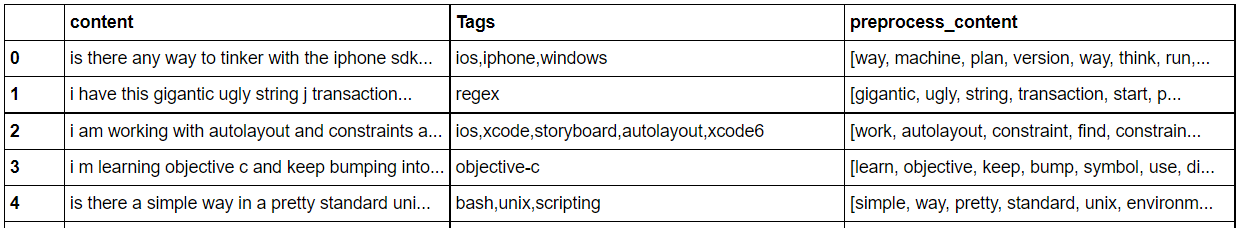 content Tags preprocess_content
0 is there any way to tinker with the iphone sdk... ios,iphone,windows [way, machine, plan, version, way, think, run,...
1 i have this gigantic ugly string j transaction... regex [gigantic, ugly, string, transaction, start, p...
2 i am working with autolayout and constraints a... ios,xcode,storyboard,autolayout,xcode6 [work, autolayout, constraint, find, constrain...
3 i m learning objective c and keep bumping into... objective-c [learn, objective, keep, bump, symbol, use, di...
4 is there a simple way in a pretty standard uni... bash,unix,scripting [simple, way, pretty, standard, unix, environm...